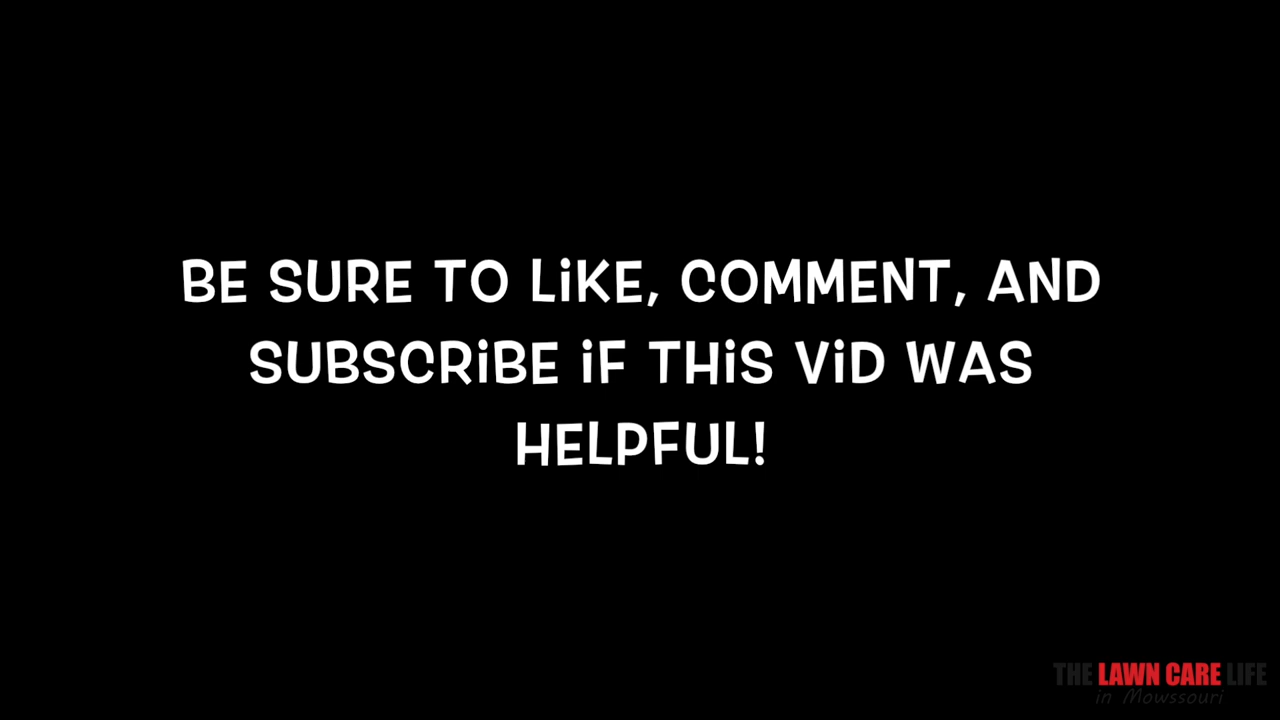 BE SURE TO LiKE, COMMENT, AND
SUBSCRiBE iF THiS ViD WAS
HELPFUL!
THE LAWN CARE LIFE
in Mowssouri